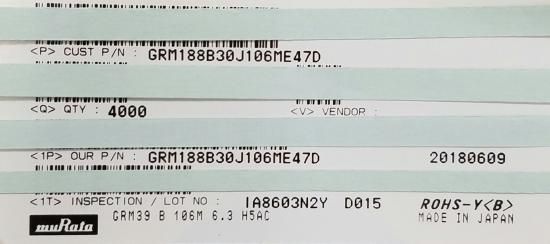 <P> CUST P/N : GRM188B30J106ME47D
<Q> QTY : 4000 <V> VENDOR :
<1P> OUR P/N : GRM188B30J106ME47D 20180609
<1T> INSPECTION / LOT NO : IA8603N2Y D015 ROHS-Y<B>
muRata GRM39 B 106M 6.3 H5AC MADE IN JAPAN